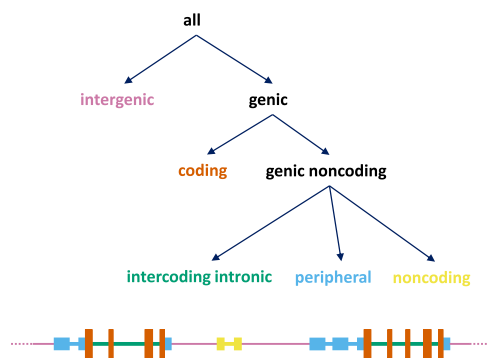 all
intergenic
genic
coding
genic noncoding
intercoding intronic
peripheral
noncoding